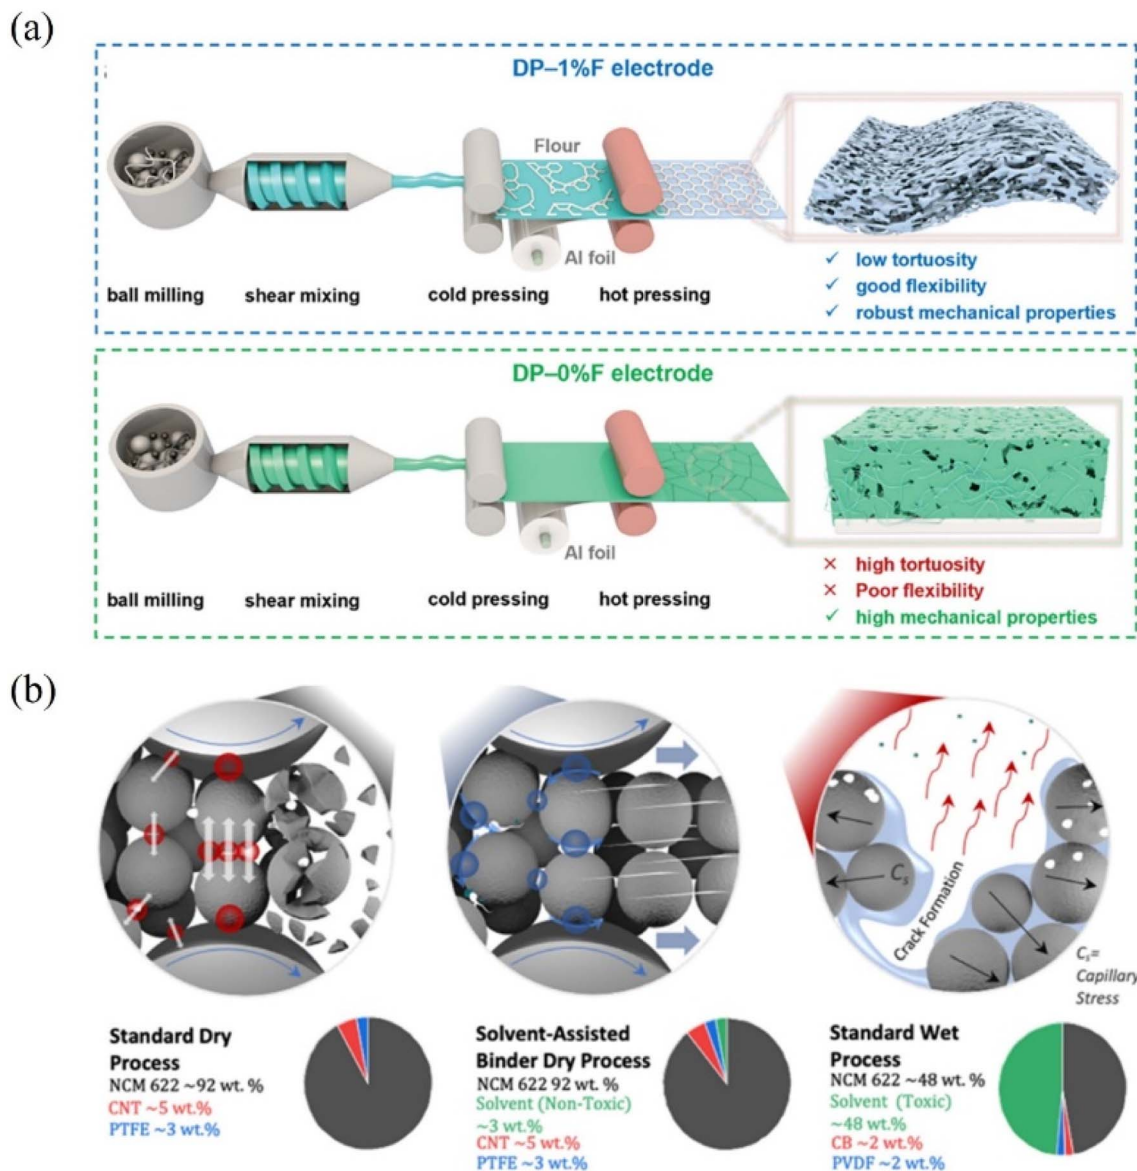 (a)
DP–1%F electrode
Flour
Al foil
ball milling
shear mixing
cold pressing
hot pressing
✓ low tortuosity
✓ good flexibility
✓ robust mechanical properties
DP–0%F electrode
Al foil
ball milling
shear mixing
cold pressing
hot pressing
× high tortuosity
× Poor flexibility
✓ high mechanical properties
(b)
Cs
Crack Formation
Cs=
Capillary
Stress
Standard Dry
Process
NCM 622 ~92 wt. %
CNT ~5 wt.%
PTFE ~3 wt.%
Solvent-Assisted
Binder Dry Process
NCM 622 92 wt. %
Solvent (Non-Toxic)
~3 wt.%
CNT ~5 wt.%
PTFE ~3 wt.%
Standard Wet
Process
NCM 622 ~48 wt.%
Solvent (Toxic)
~48 wt.%
CB ~2 wt.%
PVDF ~2 wt.%